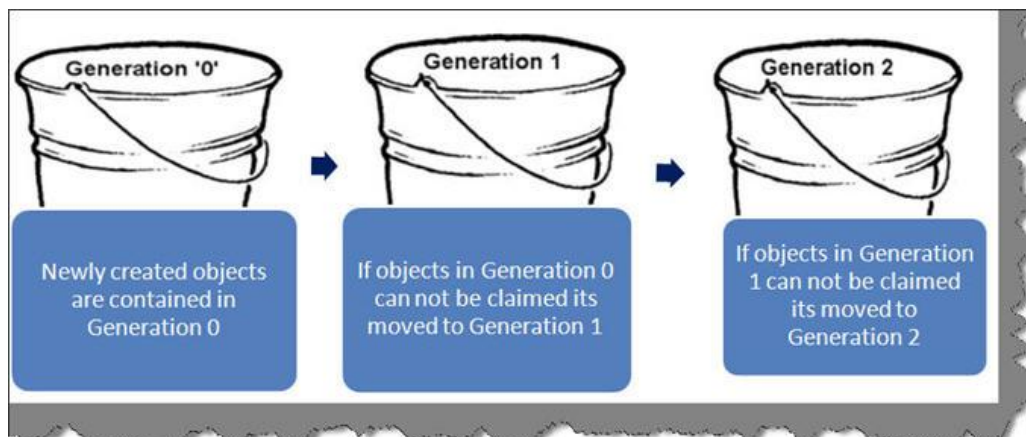 Generation '0'
Generation 1
Generation 2
Newly created objects
are contained in
Generation 0
If objects in Generation 0
can not be claimed its
moved to Generation 1
If objects in Generation
1 can not be claimed
its moved to
Generation 2